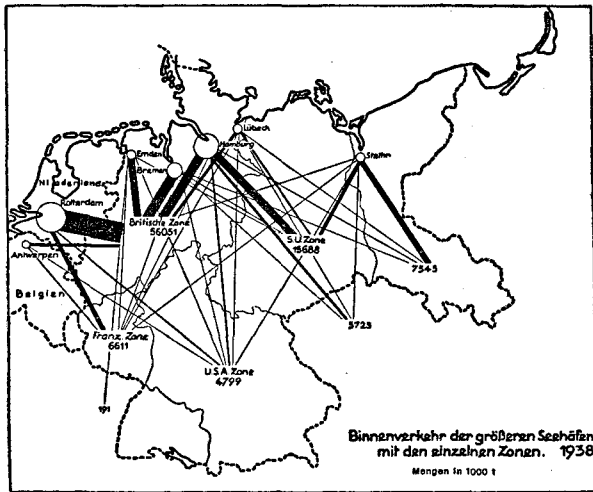 Lübeck
Hamburg
Emden
Bremen
Stettin
Niederlande
Rotterdam
Britische Zone
56051
S.U. Zone
15688
Antwerpen
7545
Belgien
Franz. Zone
6611
5723
U.S.A. Zone
4799
191
Binnenverkehr der größeren Seehäfen
mit den einzelnen Zonen. 1938
Mengen in 1000 t